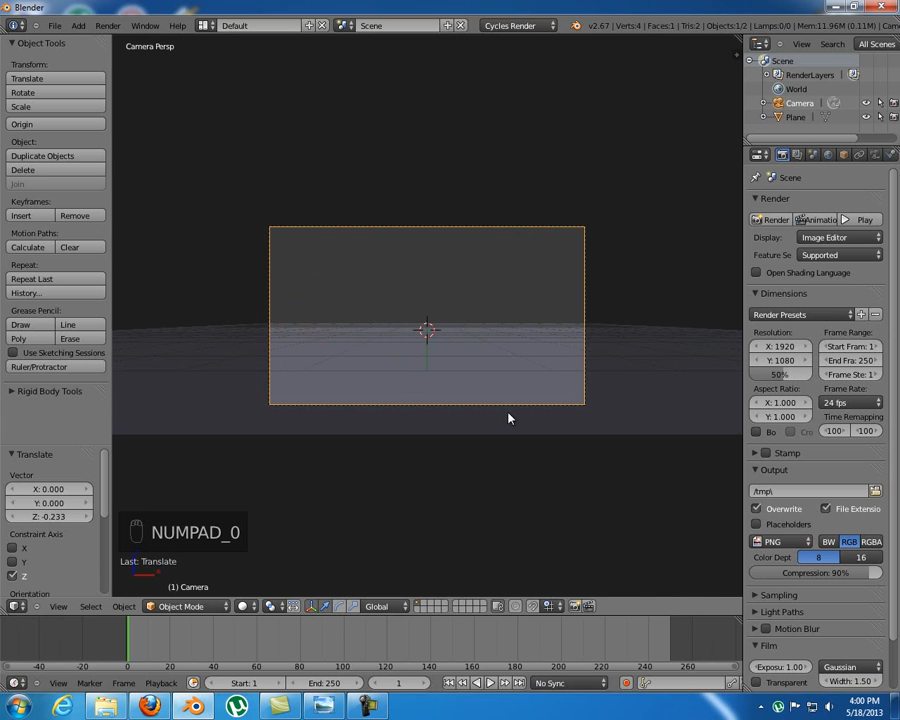 Blender
File Add Render Window Help Default Scene Cycles Render v2.67 | Verts:4 | Faces:1 | Tris:2 | Objects:1/2 | Lamps:0/0 | Mem:11.96M (0.11M) | Cam
Object Tools
Transform:
Translate
Rotate
Scale
Origin
Object:
Duplicate Objects
Delete
Join
Keyframes:
Insert Remove
Motion Paths:
Calculate Clear
Repeat:
Repeat Last
History...
Grease Pencil:
Draw Line
Poly Erase
Use Sketching Sessions
Ruler/Protractor
Rigid Body Tools
Translate
Vector
X: 0.000
Y: 0.000
Z: -0.233
Constraint Axis
X
Y
Z
Orientation
Camera Persp
NUMPAD_0
Last: Translate
(1) Camera
View Select Object Object Mode Global
-40 -20 0 20 40 60 80 100 120 140 160 180 200 220 240 260
View Marker Frame Playback Start: 1 End: 250 1 No Sync
View Search All Scenes
Scene
RenderLayers
World
Camera
Plane
Scene
Render
Render Animatio Play
Display: Image Editor
Feature Se Supported
Open Shading Language
Dimensions
Render Presets
Resolution: Frame Range:
X: 1920 Start Fram: 1
Y: 1080 End Fra: 250
50% Frame Ste: 1
Aspect Ratio: Frame Rate:
X: 1.000 24 fps
Y: 1.000 Time Remapping
Bo Cro 100 100
Stamp
Output
/tmp\
Overwrite File Extensio
Placeholders
PNG BW RGB RGBA
Color Dept 8 16
Compression: 90%
Sampling
Light Paths
Motion Blur
Film
Exposu: 1.00 Gaussian
Transparent Width: 1.50
4:00 PM
5/18/2013